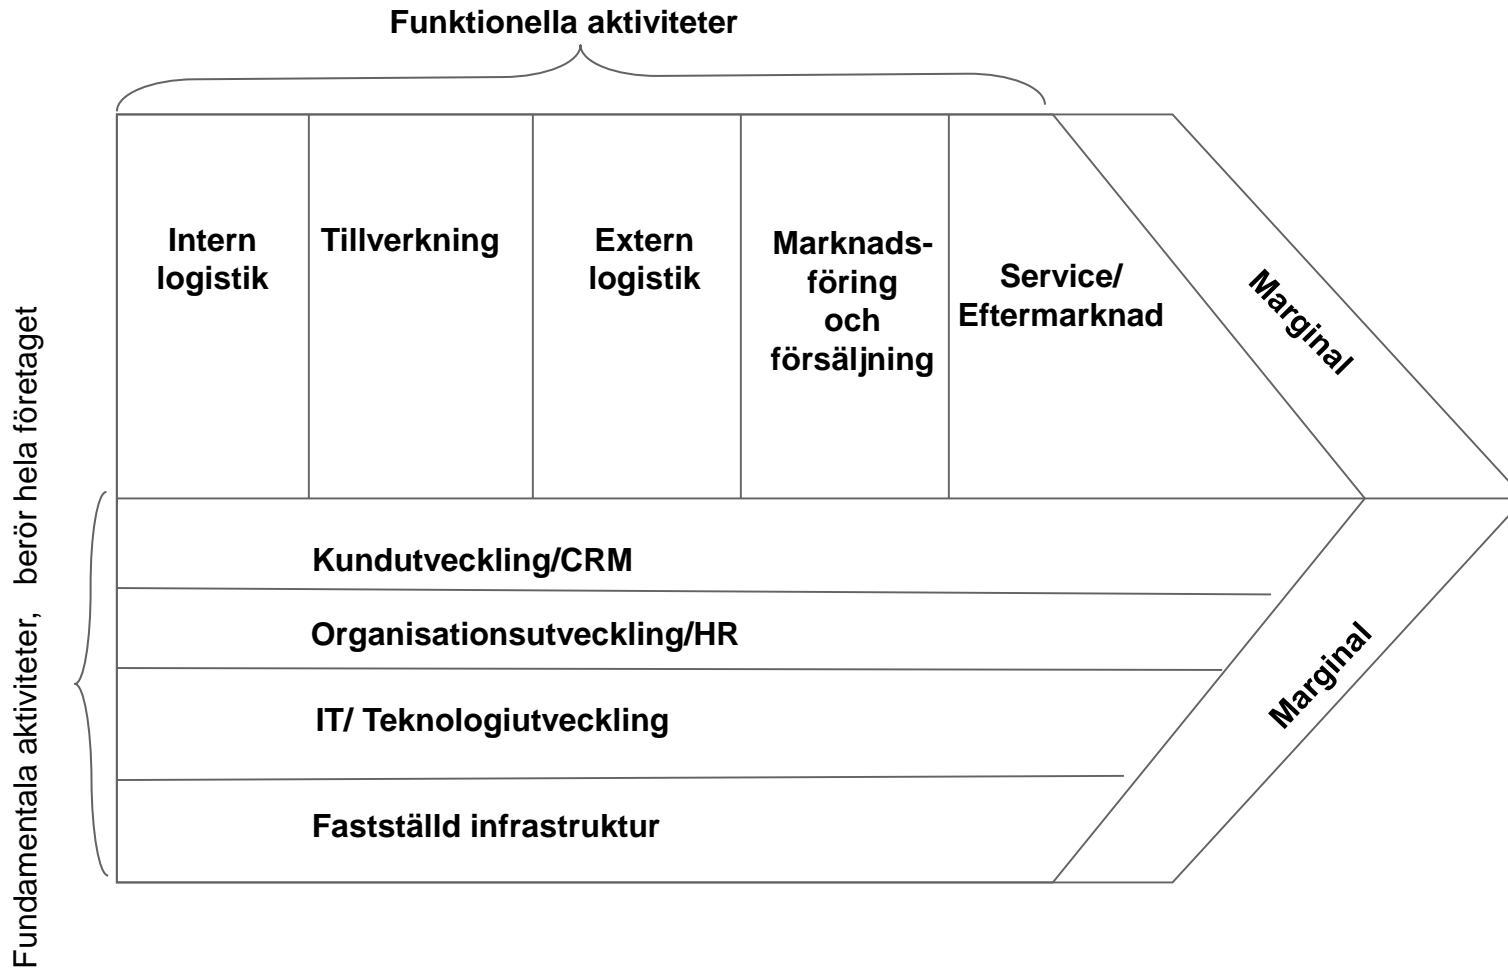 Funktionella aktiviteter
Intern
logistik
Tillverkning
Extern
logistik
Marknads-
föring
och
försäljning
Service/
Eftermarknad
Marginal
Fundamentala aktiviteter, berör hela företaget
Kundutveckling/CRM
Organisationsutveckling/HR
IT/ Teknologiutveckling
Fastställd infrastruktur
Marginal